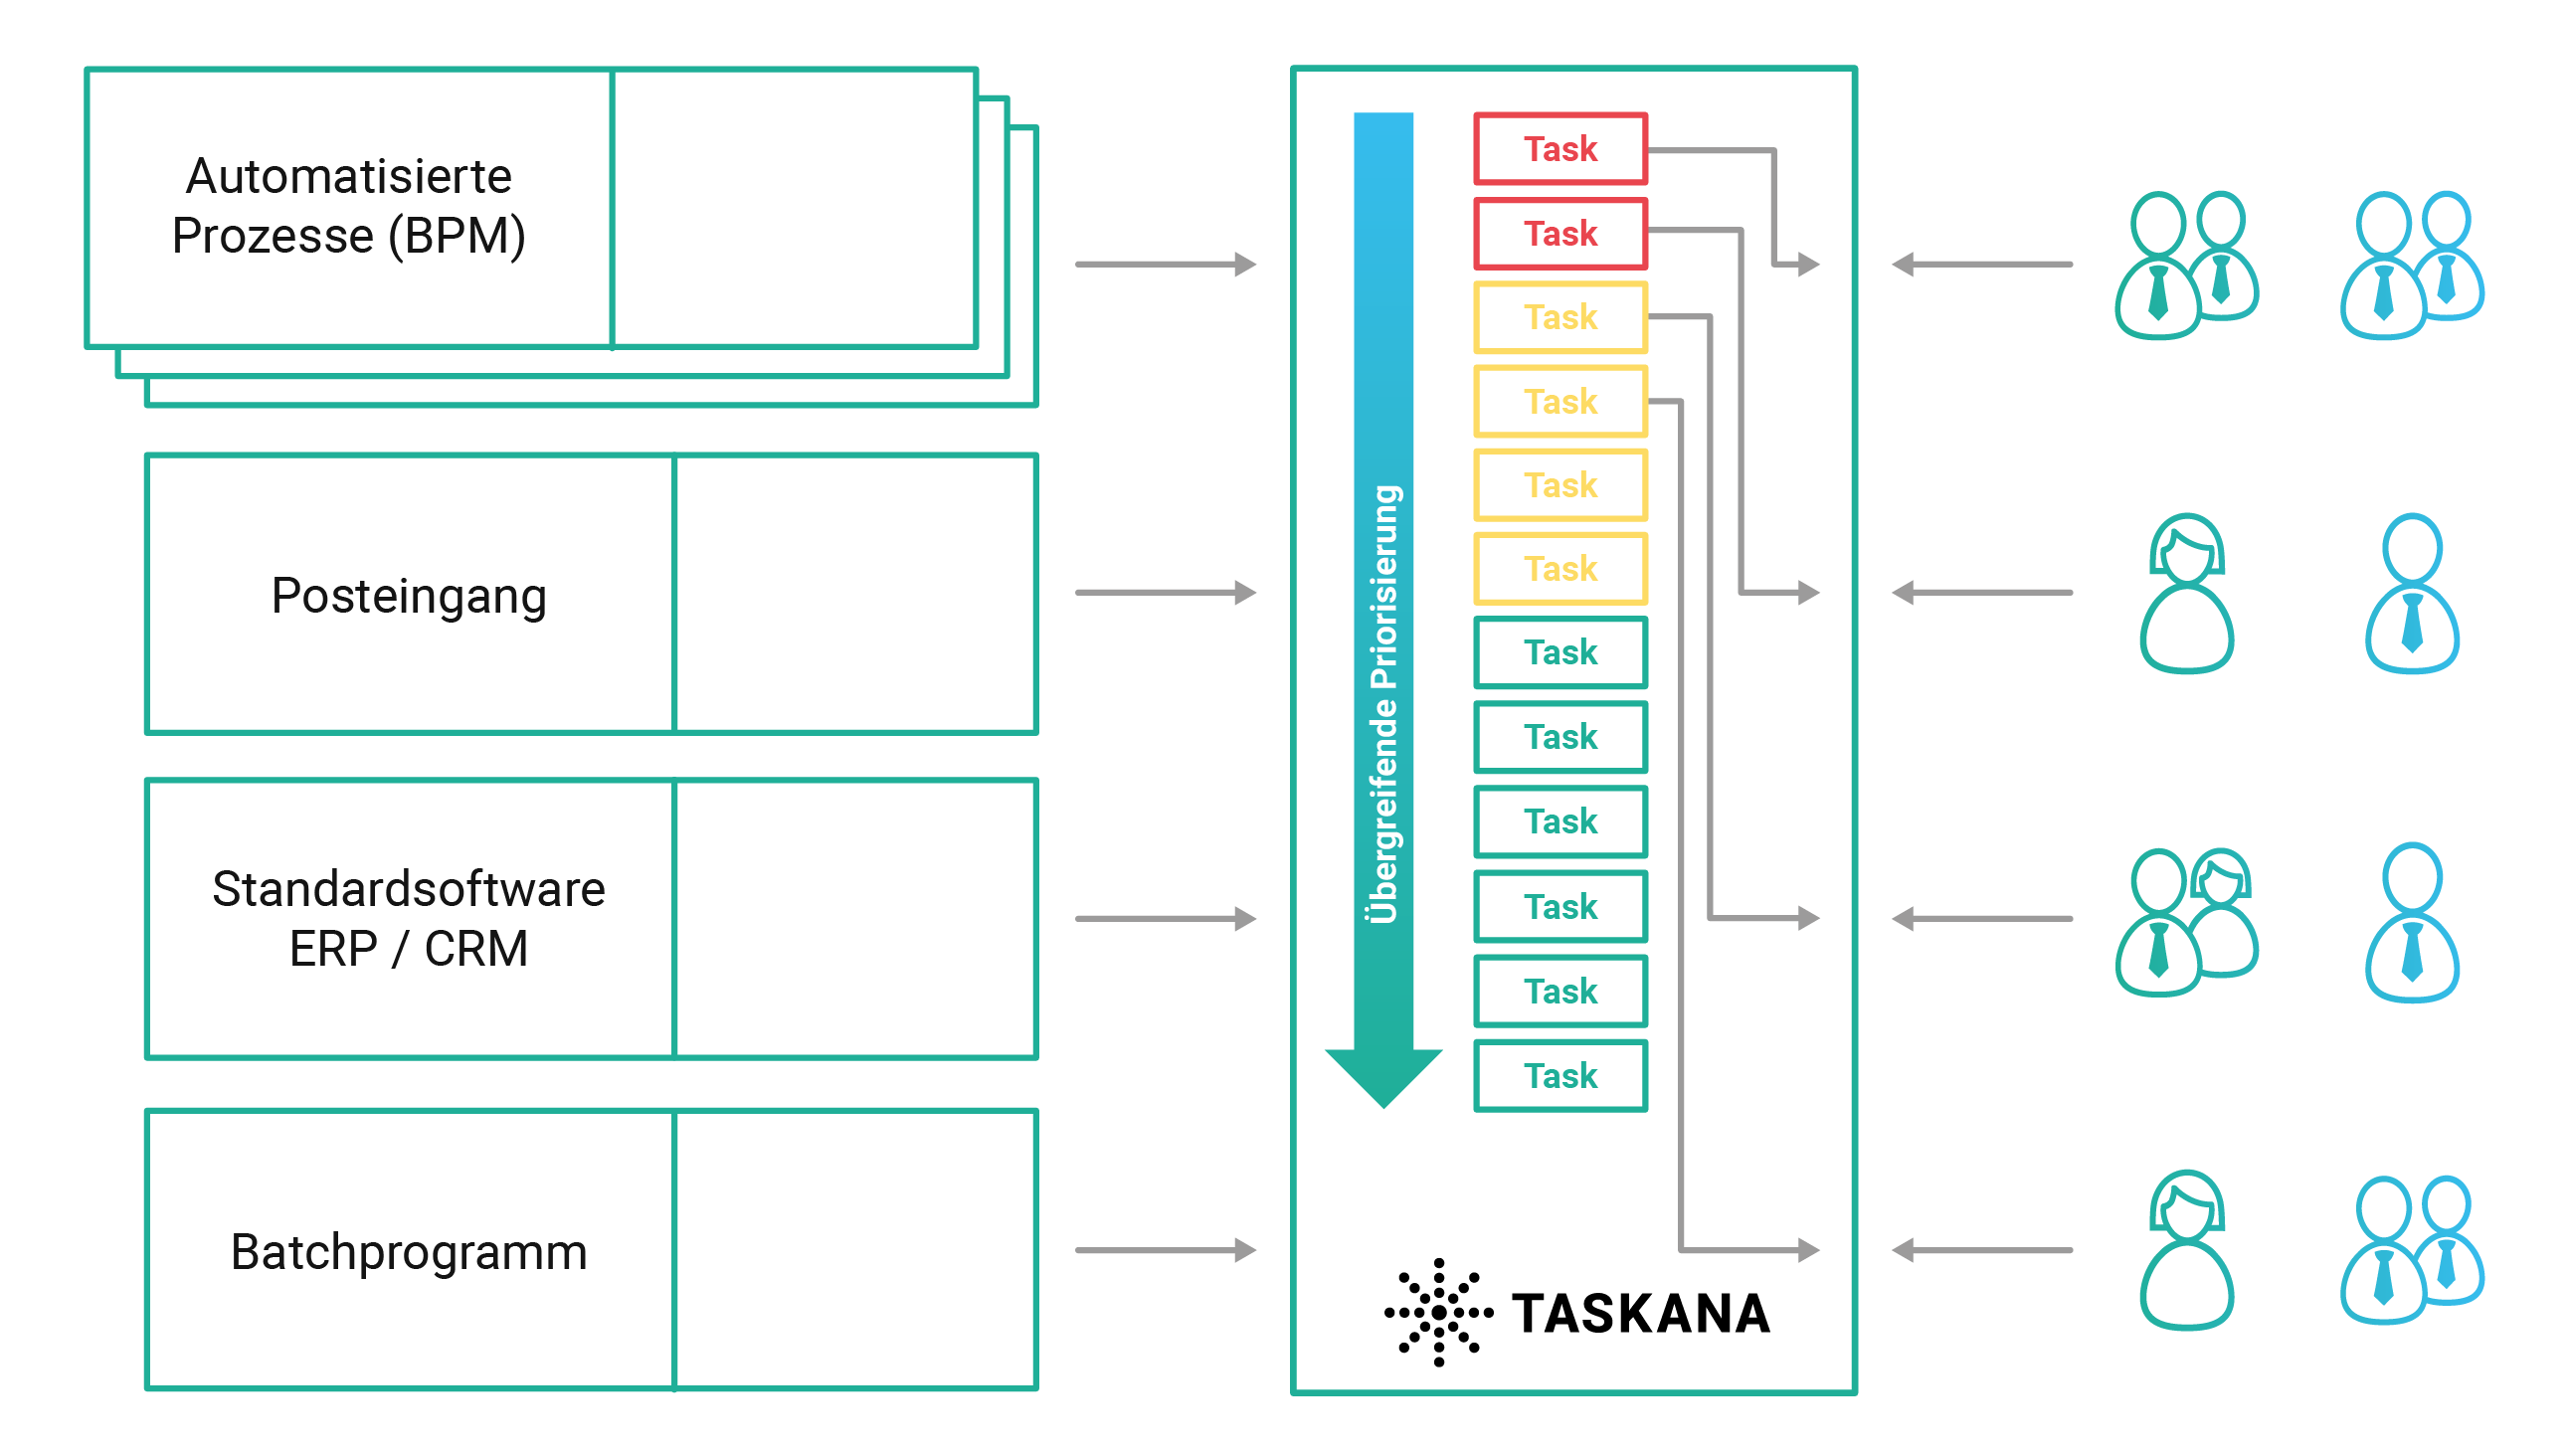 Automatisierte
Prozesse (BPM)
Posteingang
Standardsoftware
ERP / CRM
Batchprogramm
Übergreifende Priorisierung
Task
Task
Task
Task
Task
Task
Task
Task
Task
Task
Task
Task
TASKANA